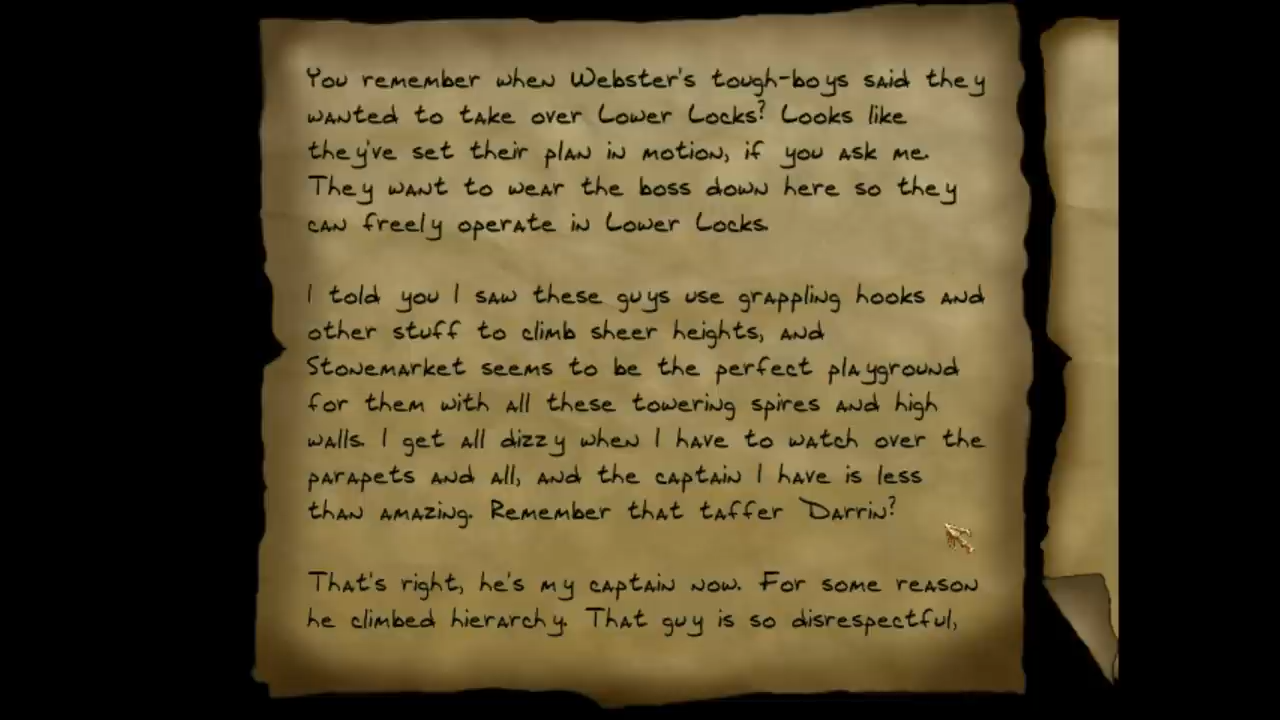 You remember when Webster's tough-boys said they
wanted to take over Lower Locks? Looks like
they've set their plan in motion, if you ask me.
They want to wear the boss down here so they
can freely operate in Lower Locks.
I told you I saw these guys use grappling hooks and
other stuff to climb sheer heights, and
Stonemarket seems to be the perfect playground
for them with all these towering spires and high
walls. I get all dizzy when I have to watch over the
parapets and all, and the captain I have is less
than amazing. Remember that taffer Darrin?
That's right, he's my captain now. For some reason
he climbed hierarchy. That guy is so disrespectful,